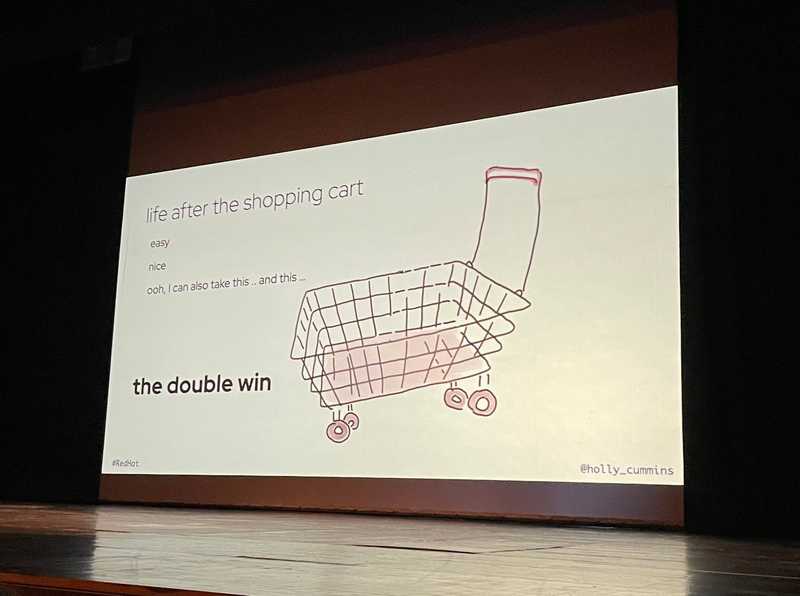 life after the shopping cart
easy
nice
ooh, I can also take this .. and this ...
the double win
#RedHat
@holly_cummins